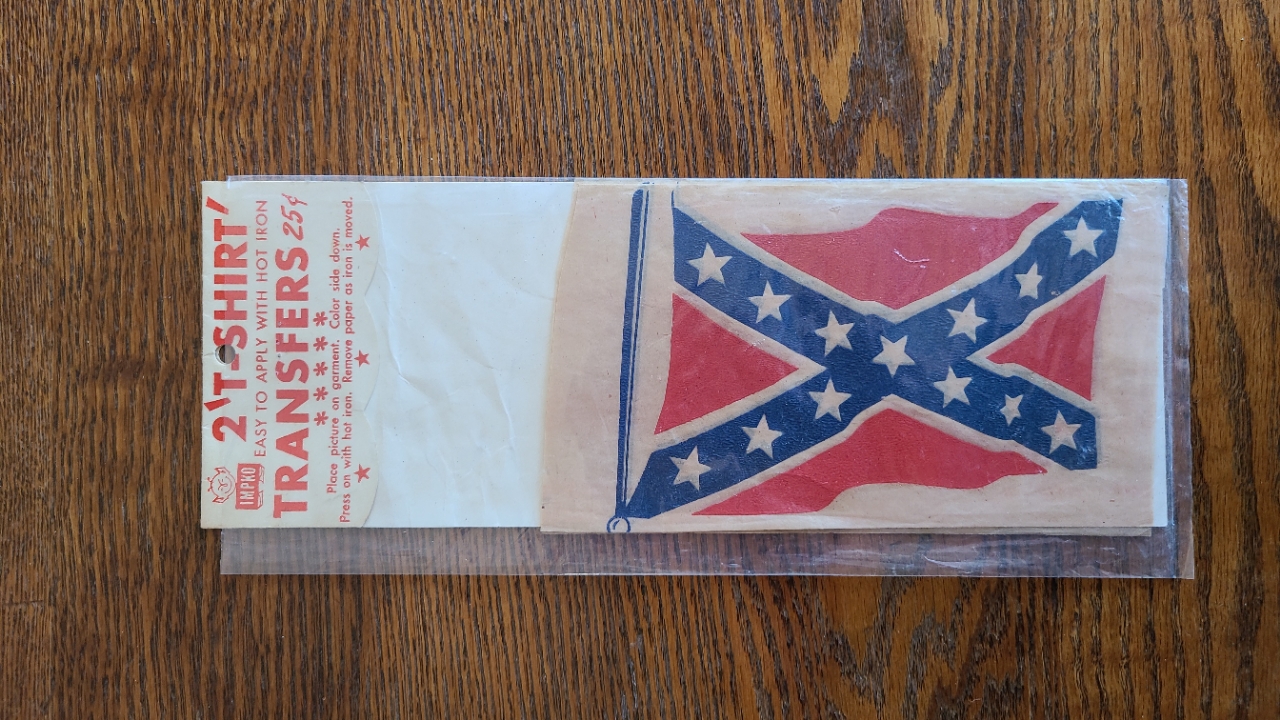 2 'T-SHIRT'
EASY TO APPLY WITH HOT IRON
TRANSFERS 25¢
*****
Place picture on garment. Color side down.
Press on with hot iron. Remove paper as iron is moved.
IMPKO